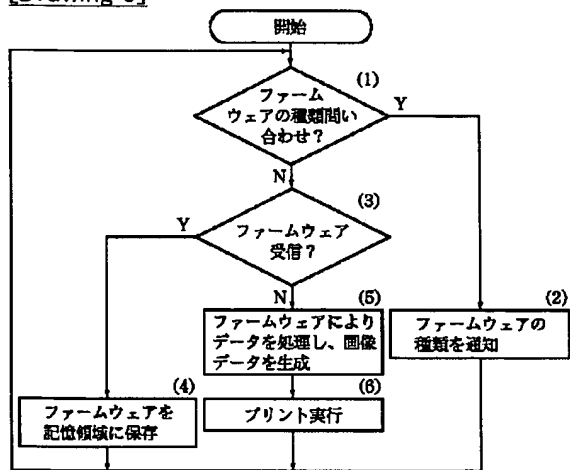 開始
(1)
ファーム
ウェアの種類問い
合わせ？
Y
N
(3)
Y
ファームウェア
受信？
N
(5)
(2)
ファームウェアにより
データを処理し、画像
データを生成
ファームウェアの
種類を通知
(4)
(6)
ファームウェアを
記憶領域に保存
プリント実行